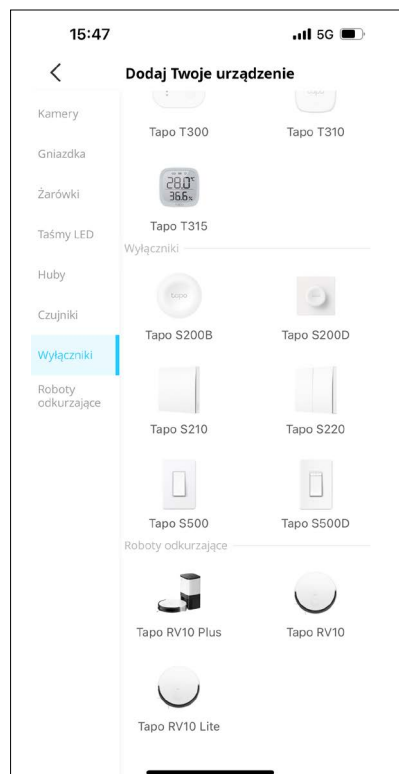 15:47
5G
Dodaj Twoje urządzenie
Kamery
Gniazdka
Żarówki
Taśmy LED
Huby
Czujniki
Wyłączniki
Roboty
odkurzające
Tapo T300
Tapo T310
28.0°c
36.6%
Tapo T315
Wyłączniki
tapo
Tapo S200B
Tapo S200D
Tapo S210
Tapo S220
Tapo S500
Tapo S500D
Roboty odkurzające
Tapo RV10 Plus
Tapo RV10
Tapo RV10 Lite